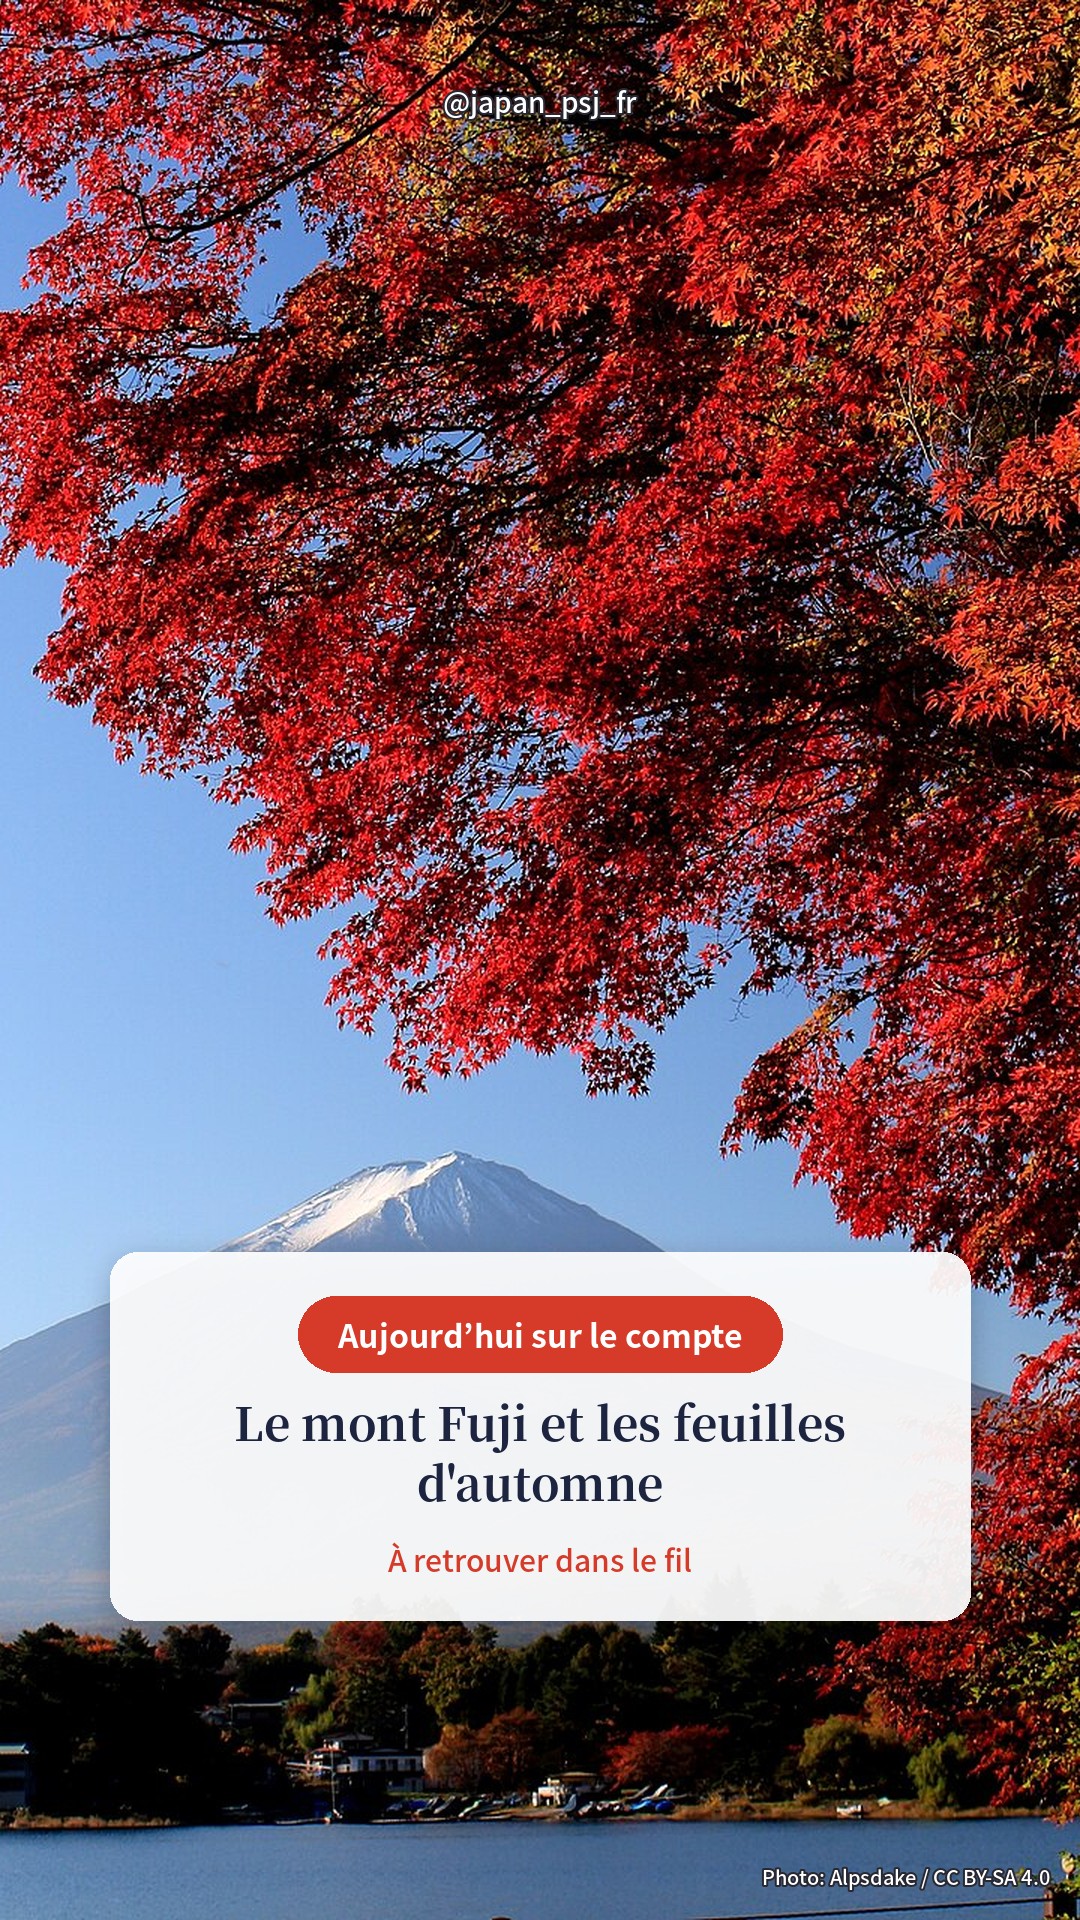 @japan_psj_fr
Aujourd’hui sur le compte
Le mont Fuji et les feuilles
d'automne
À retrouver dans le fil
Photo: Alpsdake / CC BY-SA 4.0